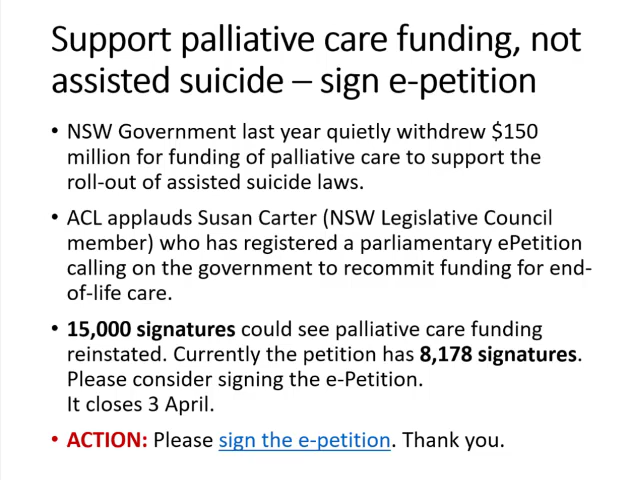 Support palliative care funding, not
assisted suicide – sign e-petition
• NSW Government last year quietly withdrew $150
million for funding of palliative care to support the
roll-out of assisted suicide laws.
• ACL applauds Susan Carter (NSW Legislative Council
member) who has registered a parliamentary ePetition
calling on the government to recommit funding for end-
of-life care.
• 15,000 signatures could see palliative care funding
reinstated. Currently the petition has 8,178 signatures.
Please consider signing the e-Petition.
It closes 3 April.
• ACTION: Please sign the e-petition. Thank you.